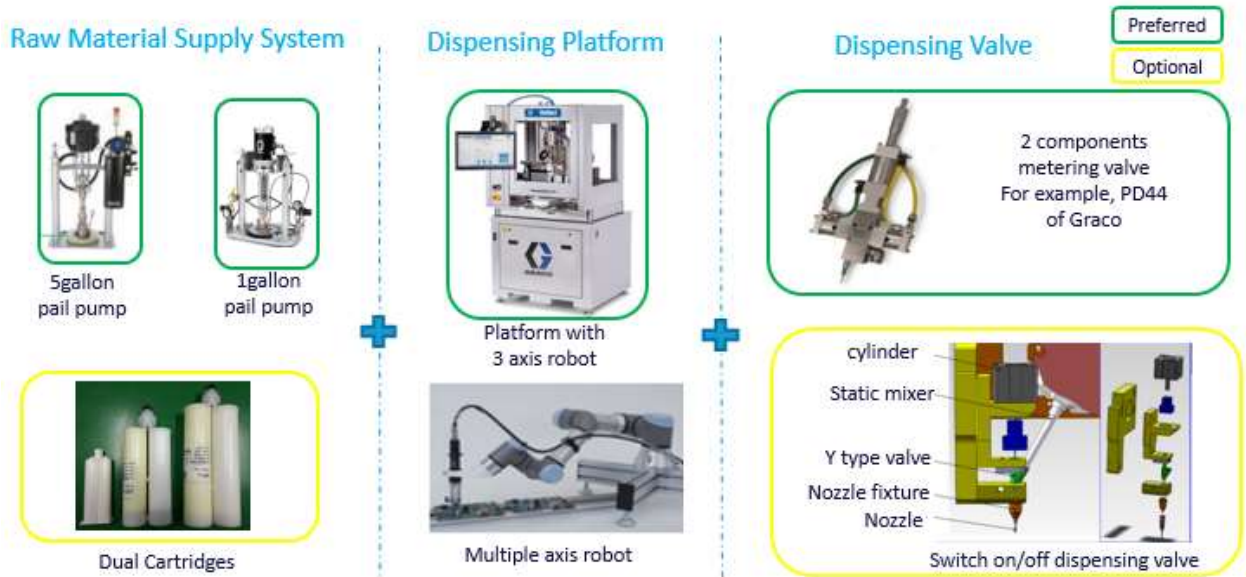 Raw Material Supply System
Dispensing Platform
Dispensing Valve
Preferred
Optional
5gallon
pail pump
1gallon
pail pump
GRACO
Platform with
3 axis robot
2 components
metering valve
For example, PD44
of Graco
Dual Cartridges
Multiple axis robot
cylinder
Static mixer
Y type valve
Nozzle fixture
Nozzle
Switch on/off dispensing valve